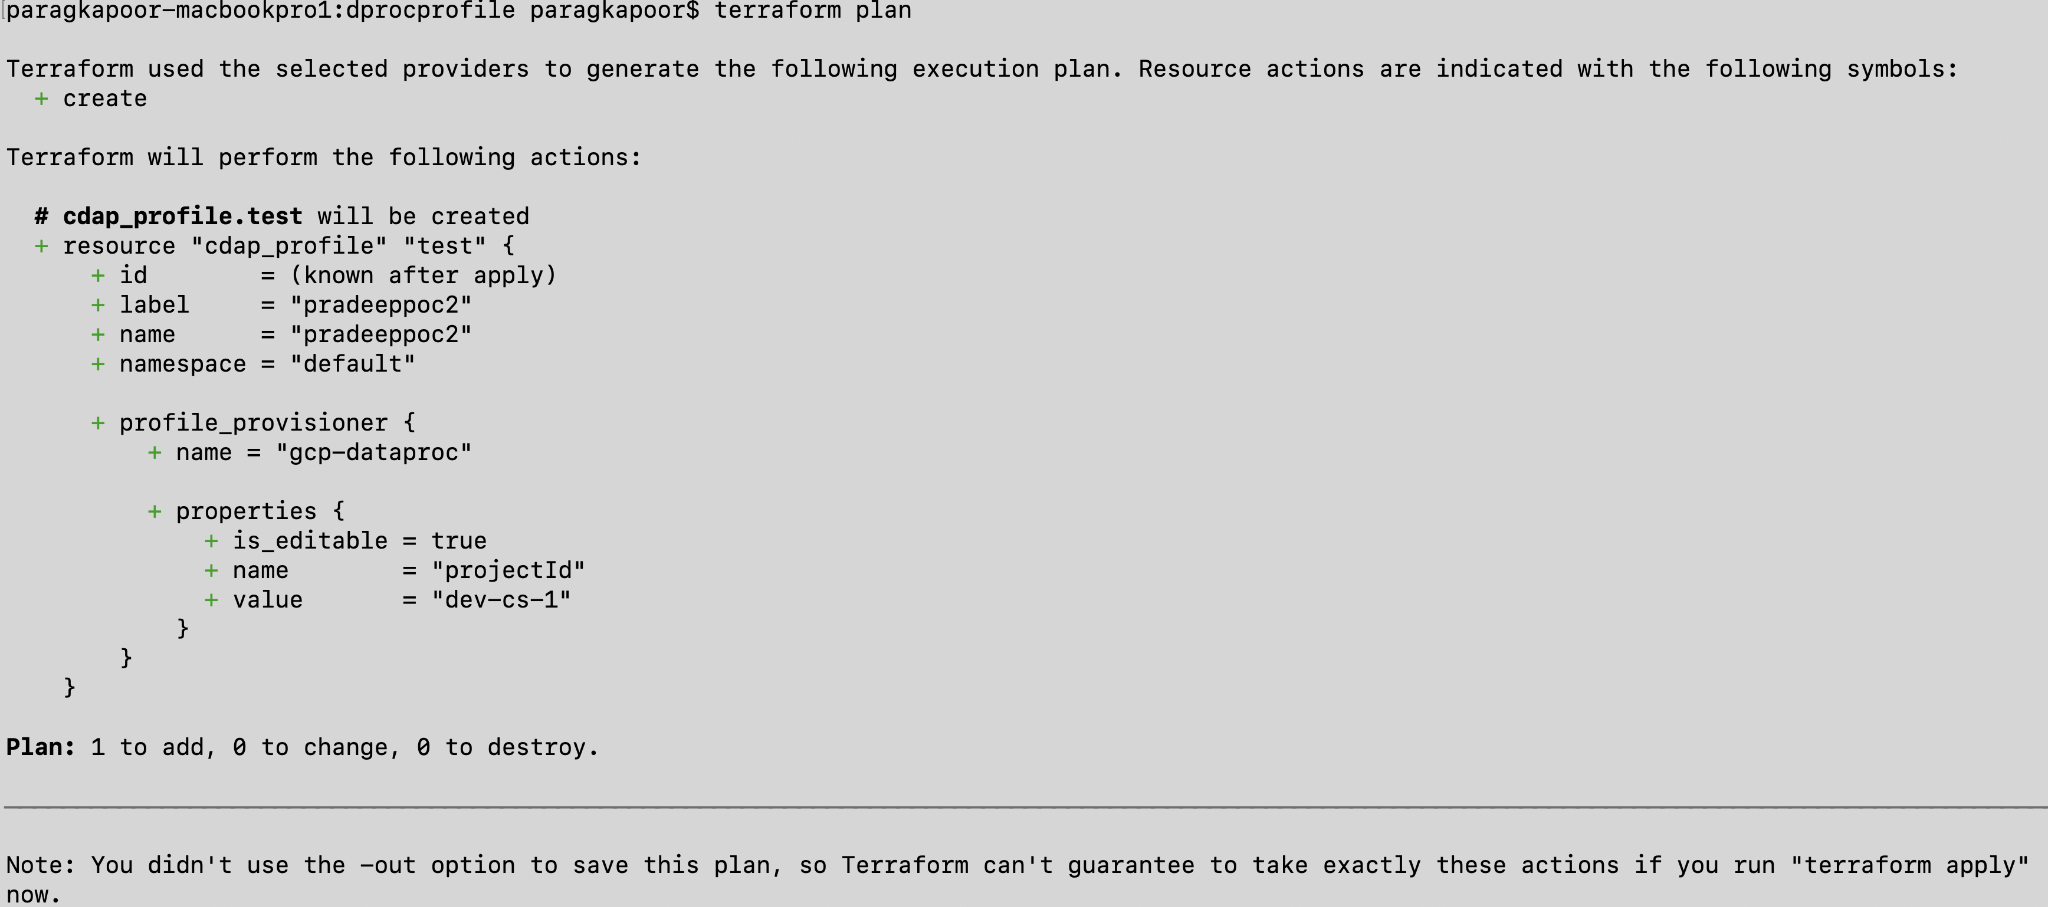 paragkapoor-macbookpro1:dprocprofile paragkapoor$ terraform plan
Terraform used the selected providers to generate the following execution plan. Resource actions are indicated with the following symbols:
  + create
Terraform will perform the following actions:
  # cdap_profile.test will be created
  + resource "cdap_profile" "test" {
      + id        = (known after apply)
      + label     = "pradeeppoc2"
      + name      = "pradeeppoc2"
      + namespace = "default"
      + profile_provisioner {
          + name = "gcp-dataproc"
          + properties {
              + is_editable = true
              + name        = "projectId"
              + value       = "dev-cs-1"
            }
        }
    }
Plan: 1 to add, 0 to change, 0 to destroy.
Note: You didn't use the -out option to save this plan, so Terraform can't guarantee to take exactly these actions if you run "terraform apply"
now.